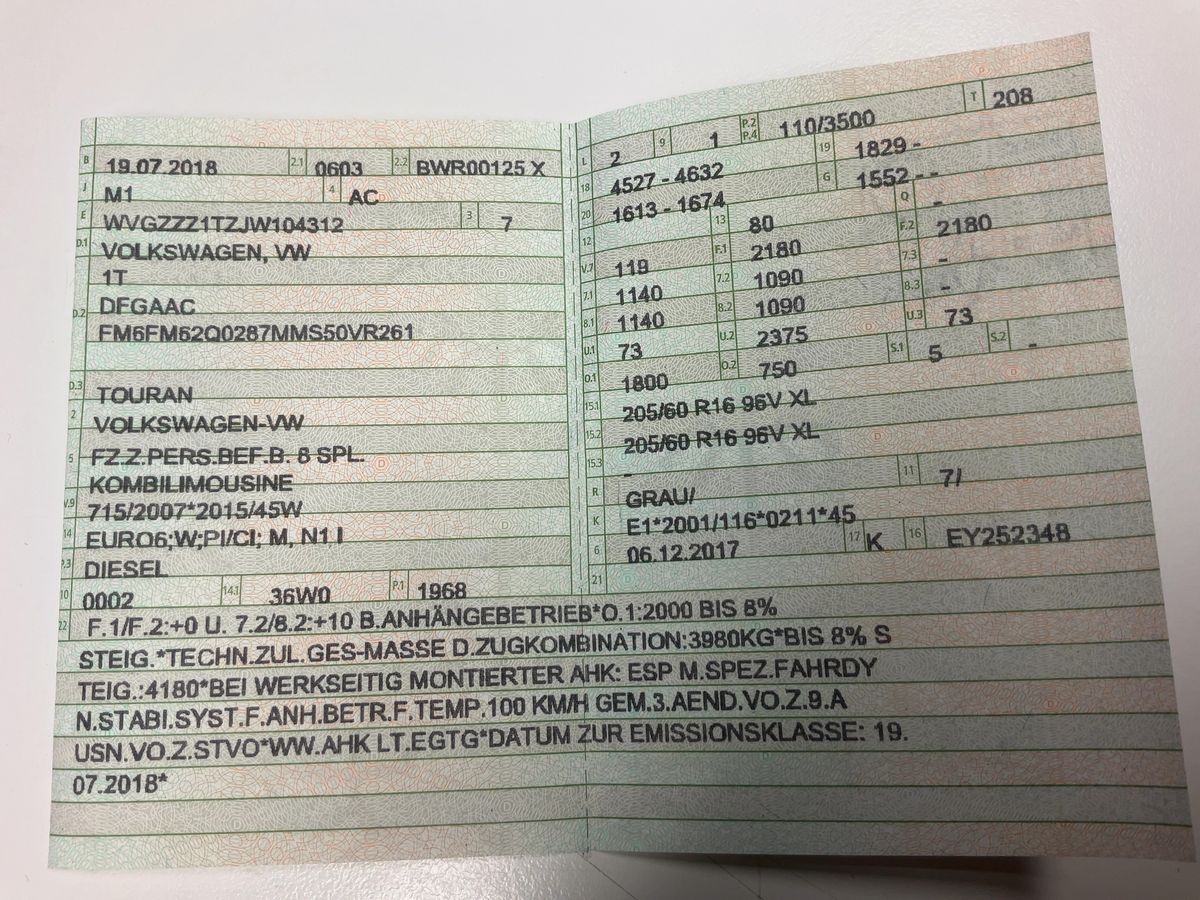 B 19.07.2018 2.1 0603 2.2 BWR00125 X
J M1 4 AC
E WVGZZZ1TZJW104312 3 7
D.1 VOLKSWAGEN, VW
1T
D.2 DFGAAC
FM6FM62Q0287MMS50VR261
D.3 TOURAN
2 VOLKSWAGEN-VW
5 FZ.Z.PERS.BEF.B. 8 SPL.
KOMBILIMOUSINE
V.9 715/2007*2015/45W
14 EURO6;W;PI/CI; M, N1 I
P.3 DIESEL
10 0002 14.1 36W0 P.1 1968
L 2 9 1 P.2 P.4 110/3500 T 208
18 4527 - 4632 19 1829 -
20 1613 - 1674 G 1552 - -
12 13 80 Q -
V.7 119 F.1 2180 F.2 2180
7.1 1140 7.2 1090 7.3 -
8.1 1140 8.2 1090 8.3 -
U.1 73 U.2 2375 U.3 73
O.1 1800 O.2 750 S.1 5 S.2 -
15.1 205/60 R16 96V XL
15.2 205/60 R16 96V XL
15.3 -
R GRAU/ 11 7/
K E1*2001/116*0211*45
6 06.12.2017 17 K 16 EY252348
21
22 F.1/F.2:+0 U. 7.2/8.2:+10 B.ANHÄNGEBETRIEB*O.1:2000 BIS 8%
STEIG.*TECHN.ZUL.GES-MASSE D.ZUGKOMBINATION:3980KG*BIS 8% S
TEIG.:4180*BEI WERKSEITIG MONTIERTER AHK: ESP M.SPEZ.FAHRDY
N.STABI.SYST.F.ANH.BETR.F.TEMP.100 KM/H GEM.3.AEND.VO.Z.9.A
USN.VO.Z.STVO*WW.AHK LT.EGTG*DATUM ZUR EMISSIONSKLASSE: 19.
07.2018*